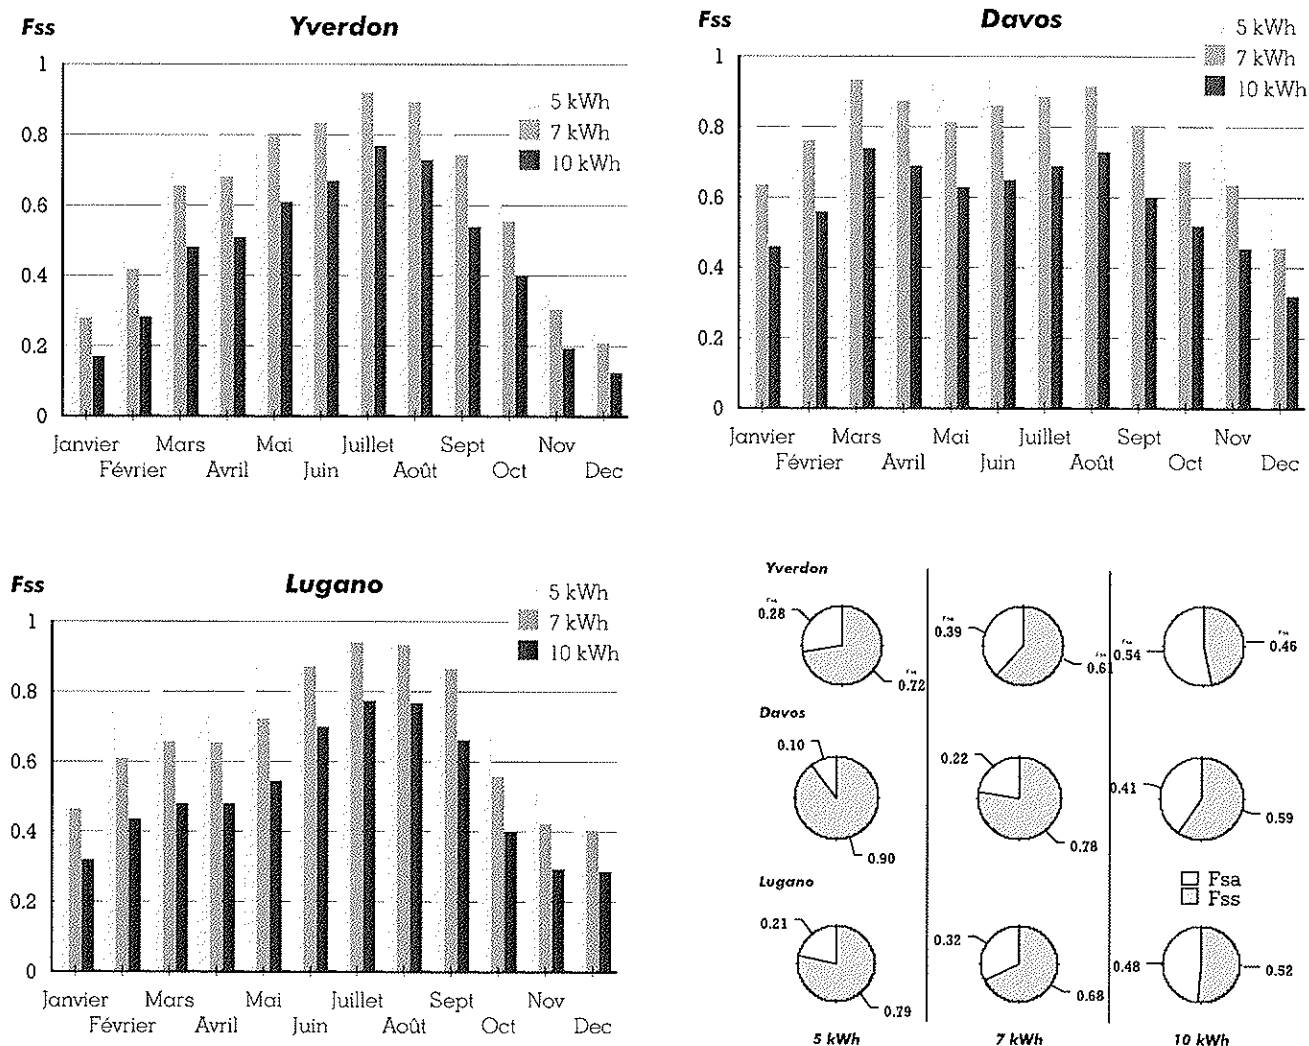 Fss
Yverdon
1
0.8
0.6
0.4
0.2
0
5 kWh
7 kWh
10 kWh
Janvier
Février
Mars
Avril
Mai
Juin
Juillet
Août
Sept
Oct
Nov
Dec
Fss
Davos
1
0.8
0.6
0.4
0.2
0
5 kWh
7 kWh
10 kWh
Janvier
Février
Mars
Avril
Mai
Juin
Juillet
Août
Sept
Oct
Nov
Dec
Fss
Lugano
1
0.8
0.6
0.4
0.2
0
5 kWh
7 kWh
10 kWh
Janvier
Février
Mars
Avril
Mai
Juin
Juillet
Août
Sept
Oct
Nov
Dec
Yverdon
0.28
0.72
0.39
0.61
0.54
0.46
Davos
0.10
0.90
0.22
0.78
0.41
0.59
Fsa
Fss
Lugano
0.21
0.79
0.32
0.68
0.48
0.52
5 kWh
7 kWh
10 kWh